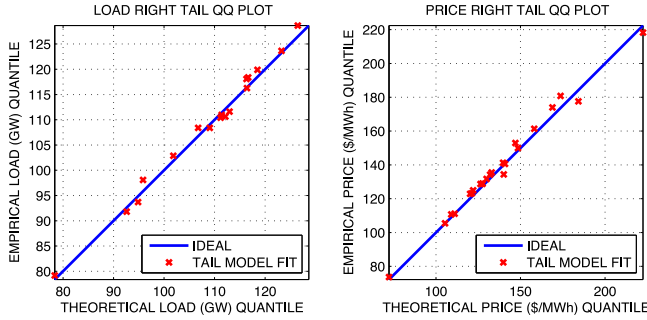 LOAD RIGHT TAIL QQ PLOT
EMPIRICAL LOAD (GW) QUANTILE
125
120
115
110
105
100
95
90
85
80
80
90
100
110
120
IDEAL
TAIL MODEL FIT
THEORETICAL LOAD (GW) QUANTILE
PRICE RIGHT TAIL QQ PLOT
EMPIRICAL PRICE ($/MWh) QUANTILE
220
200
180
160
140
120
100
80
100
150
200
IDEAL
TAIL MODEL FIT
THEORETICAL PRICE ($/MWh) QUANTILE